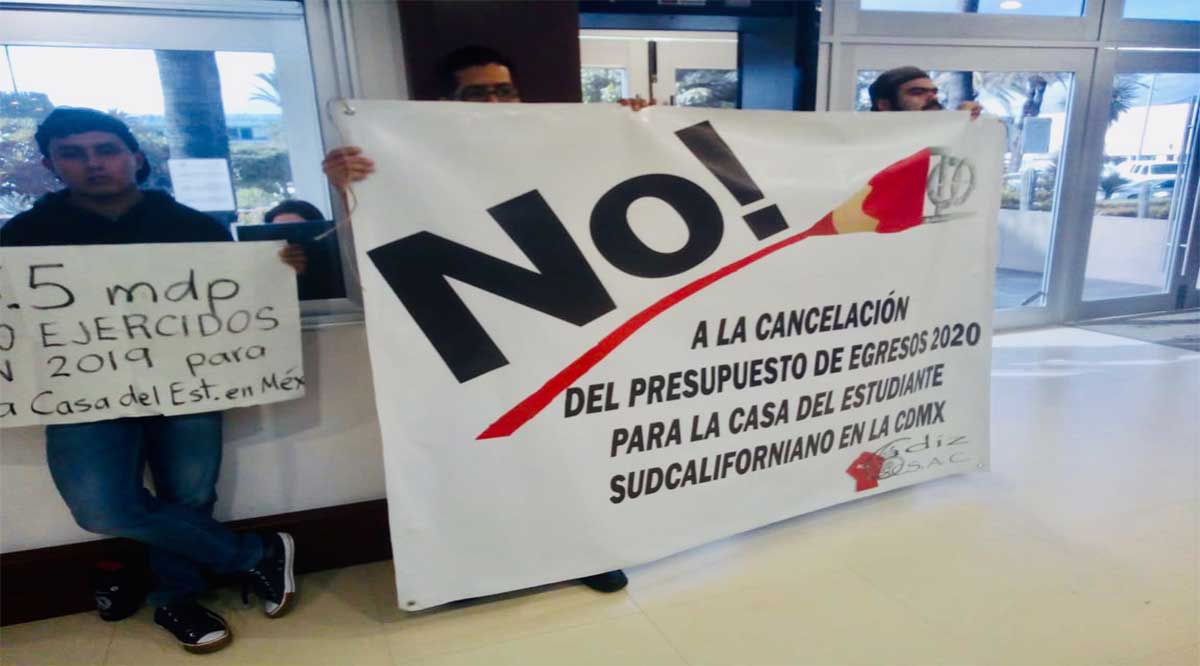 .5 mdp
O EJERCIDOS
N 2019 para
a Casa del Est. en Méx
NO!
A LA CANCELACIÓN
DEL PRESUPUESTO DE EGRESOS 2020
PARA LA CASA DEL ESTUDIANTE
SUDCALIFORNIANO EN LA CDMX
S.A.C.